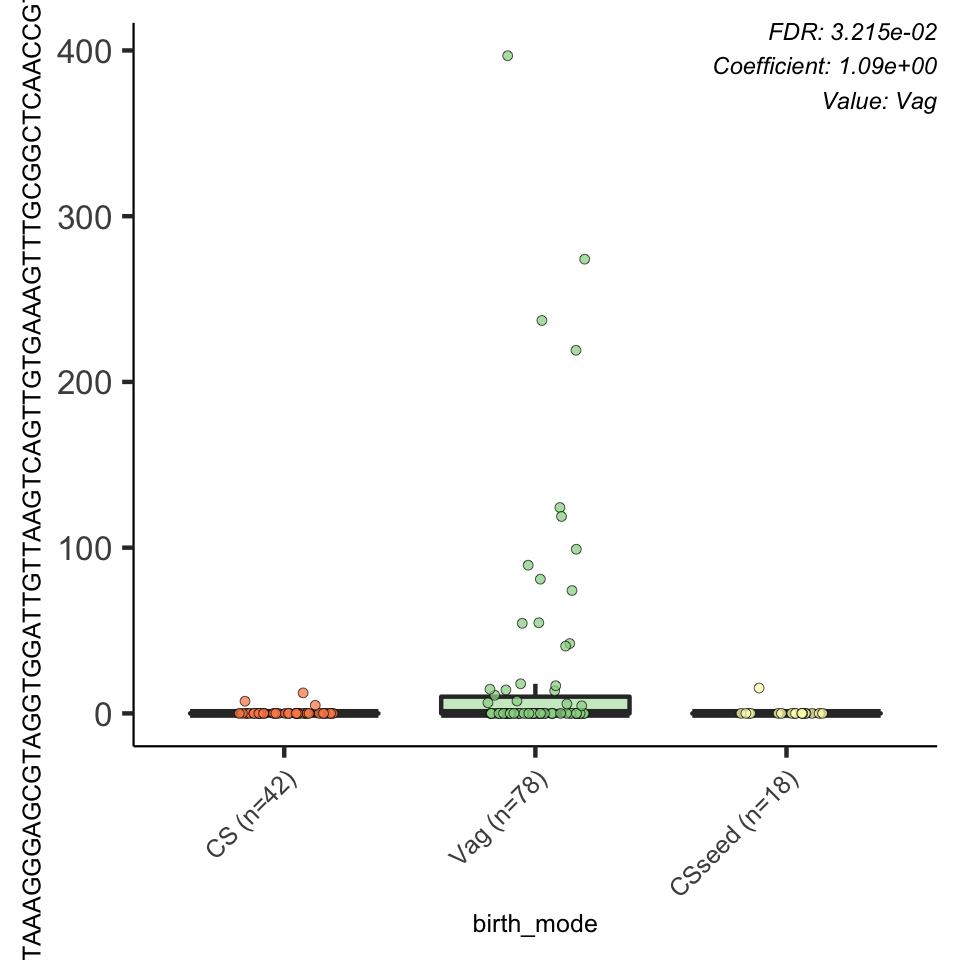 FDR: 3.215e-02
Coefficient: 1.09e+00
Value: Vag
TAAAGGGAGCGTAGGTGGATTGTTAAGTCAGTTGTGAAAGTTTGCGGCTCAACCGT
400
300
200
100
0
CS (n=42)
Vag (n=78)
CSseed (n=18)
birth_mode